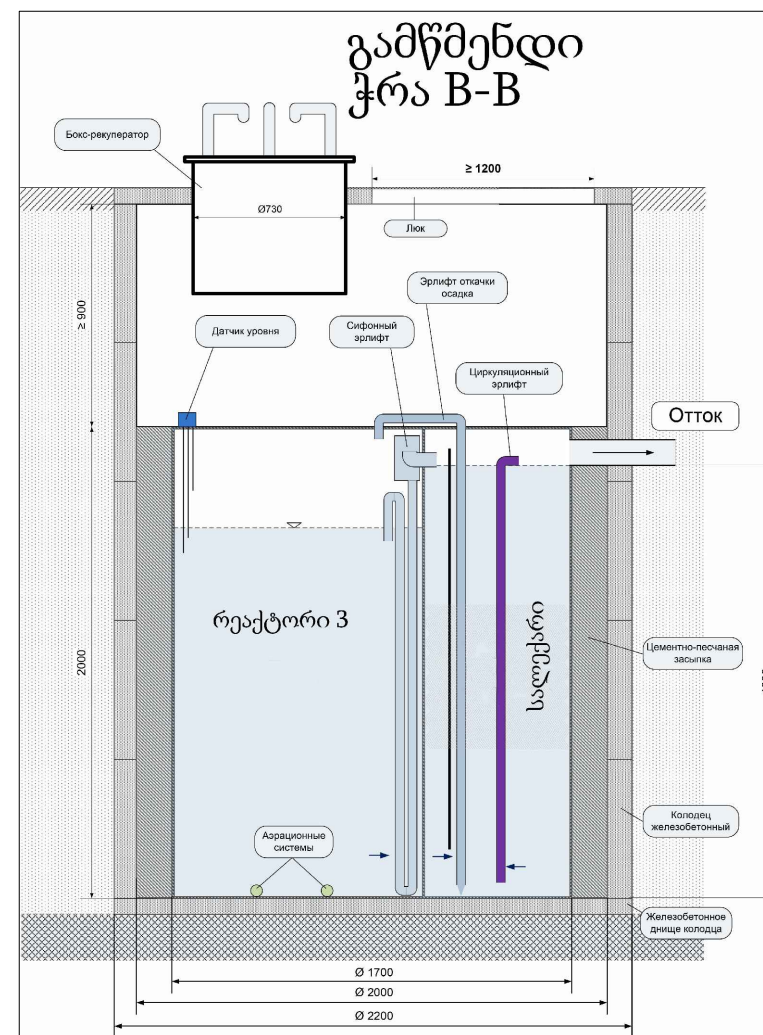 გამწმენდი
ჭრა B-B
Бокс-рекуператор
≥ 1200
Ø730
Люк
Эрлифт откачки
осадка
≥ 900
Датчик уровня
Сифонный
эрлифт
Циркуляционный
эрлифт
Отток
რეაქტორი 3
სალექარი
2000
Цементно-песчаная
засыпка
Колодец
железобетонный
Аэрационные
системы
Железобетонное
днище колодца
Ø 1700
Ø 2000
Ø 2200